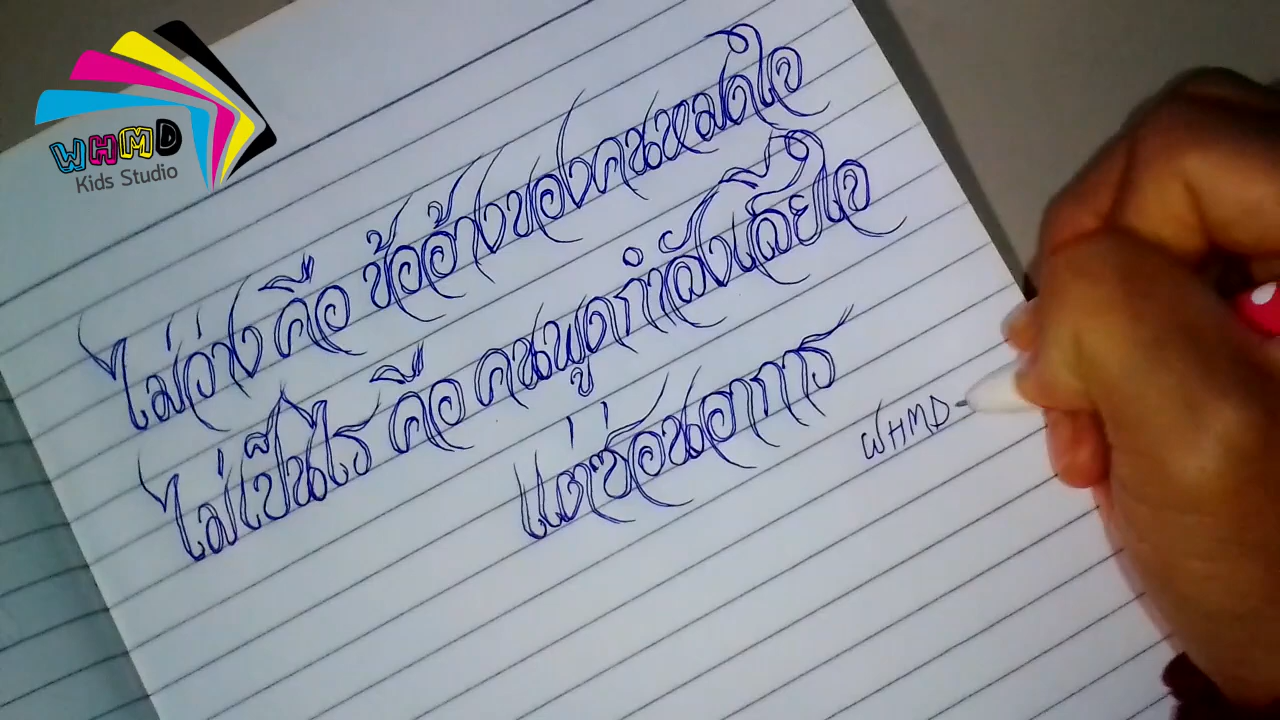 WHMD
Kids Studio
ไม่ว่าง คือ ข้ออ้างของคนหมดใจ
ไม่เป็นไร คือ คนพูดกำลังเสียใจ
แต่ซ่อนอาการ
WHMD